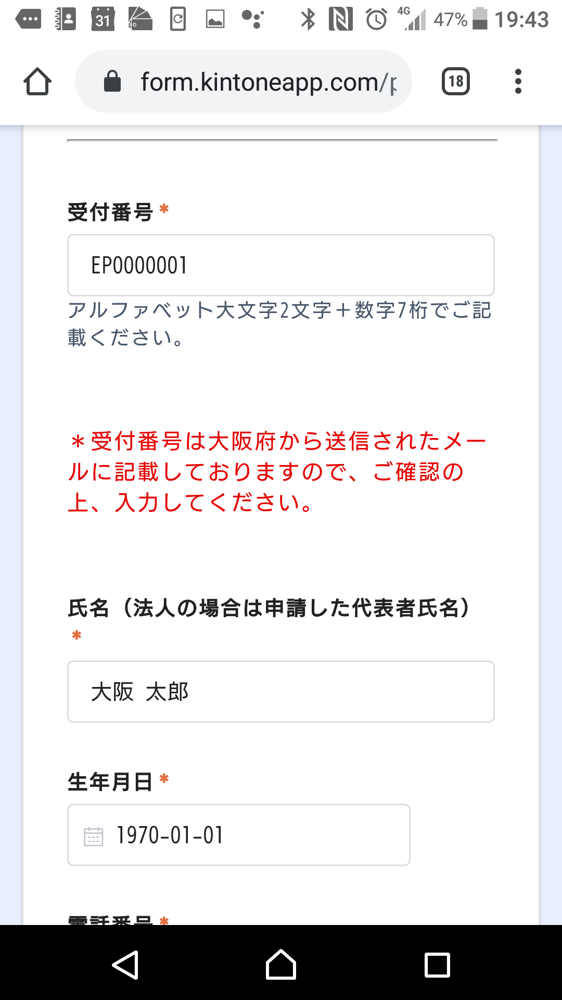 31
4G
47%
19:43
form.kintoneapp.com/p
18
受付番号*
EP0000001
アルファベット大文字2文字＋数字7桁でご記
載ください。
＊受付番号は大阪府から送信されたメー
ルに記載しておりますので、ご確認の
上、入力してください。
氏名（法人の場合は申請した代表者氏名）
*
大阪 太郎
生年月日*
1970-01-01
電話番号*